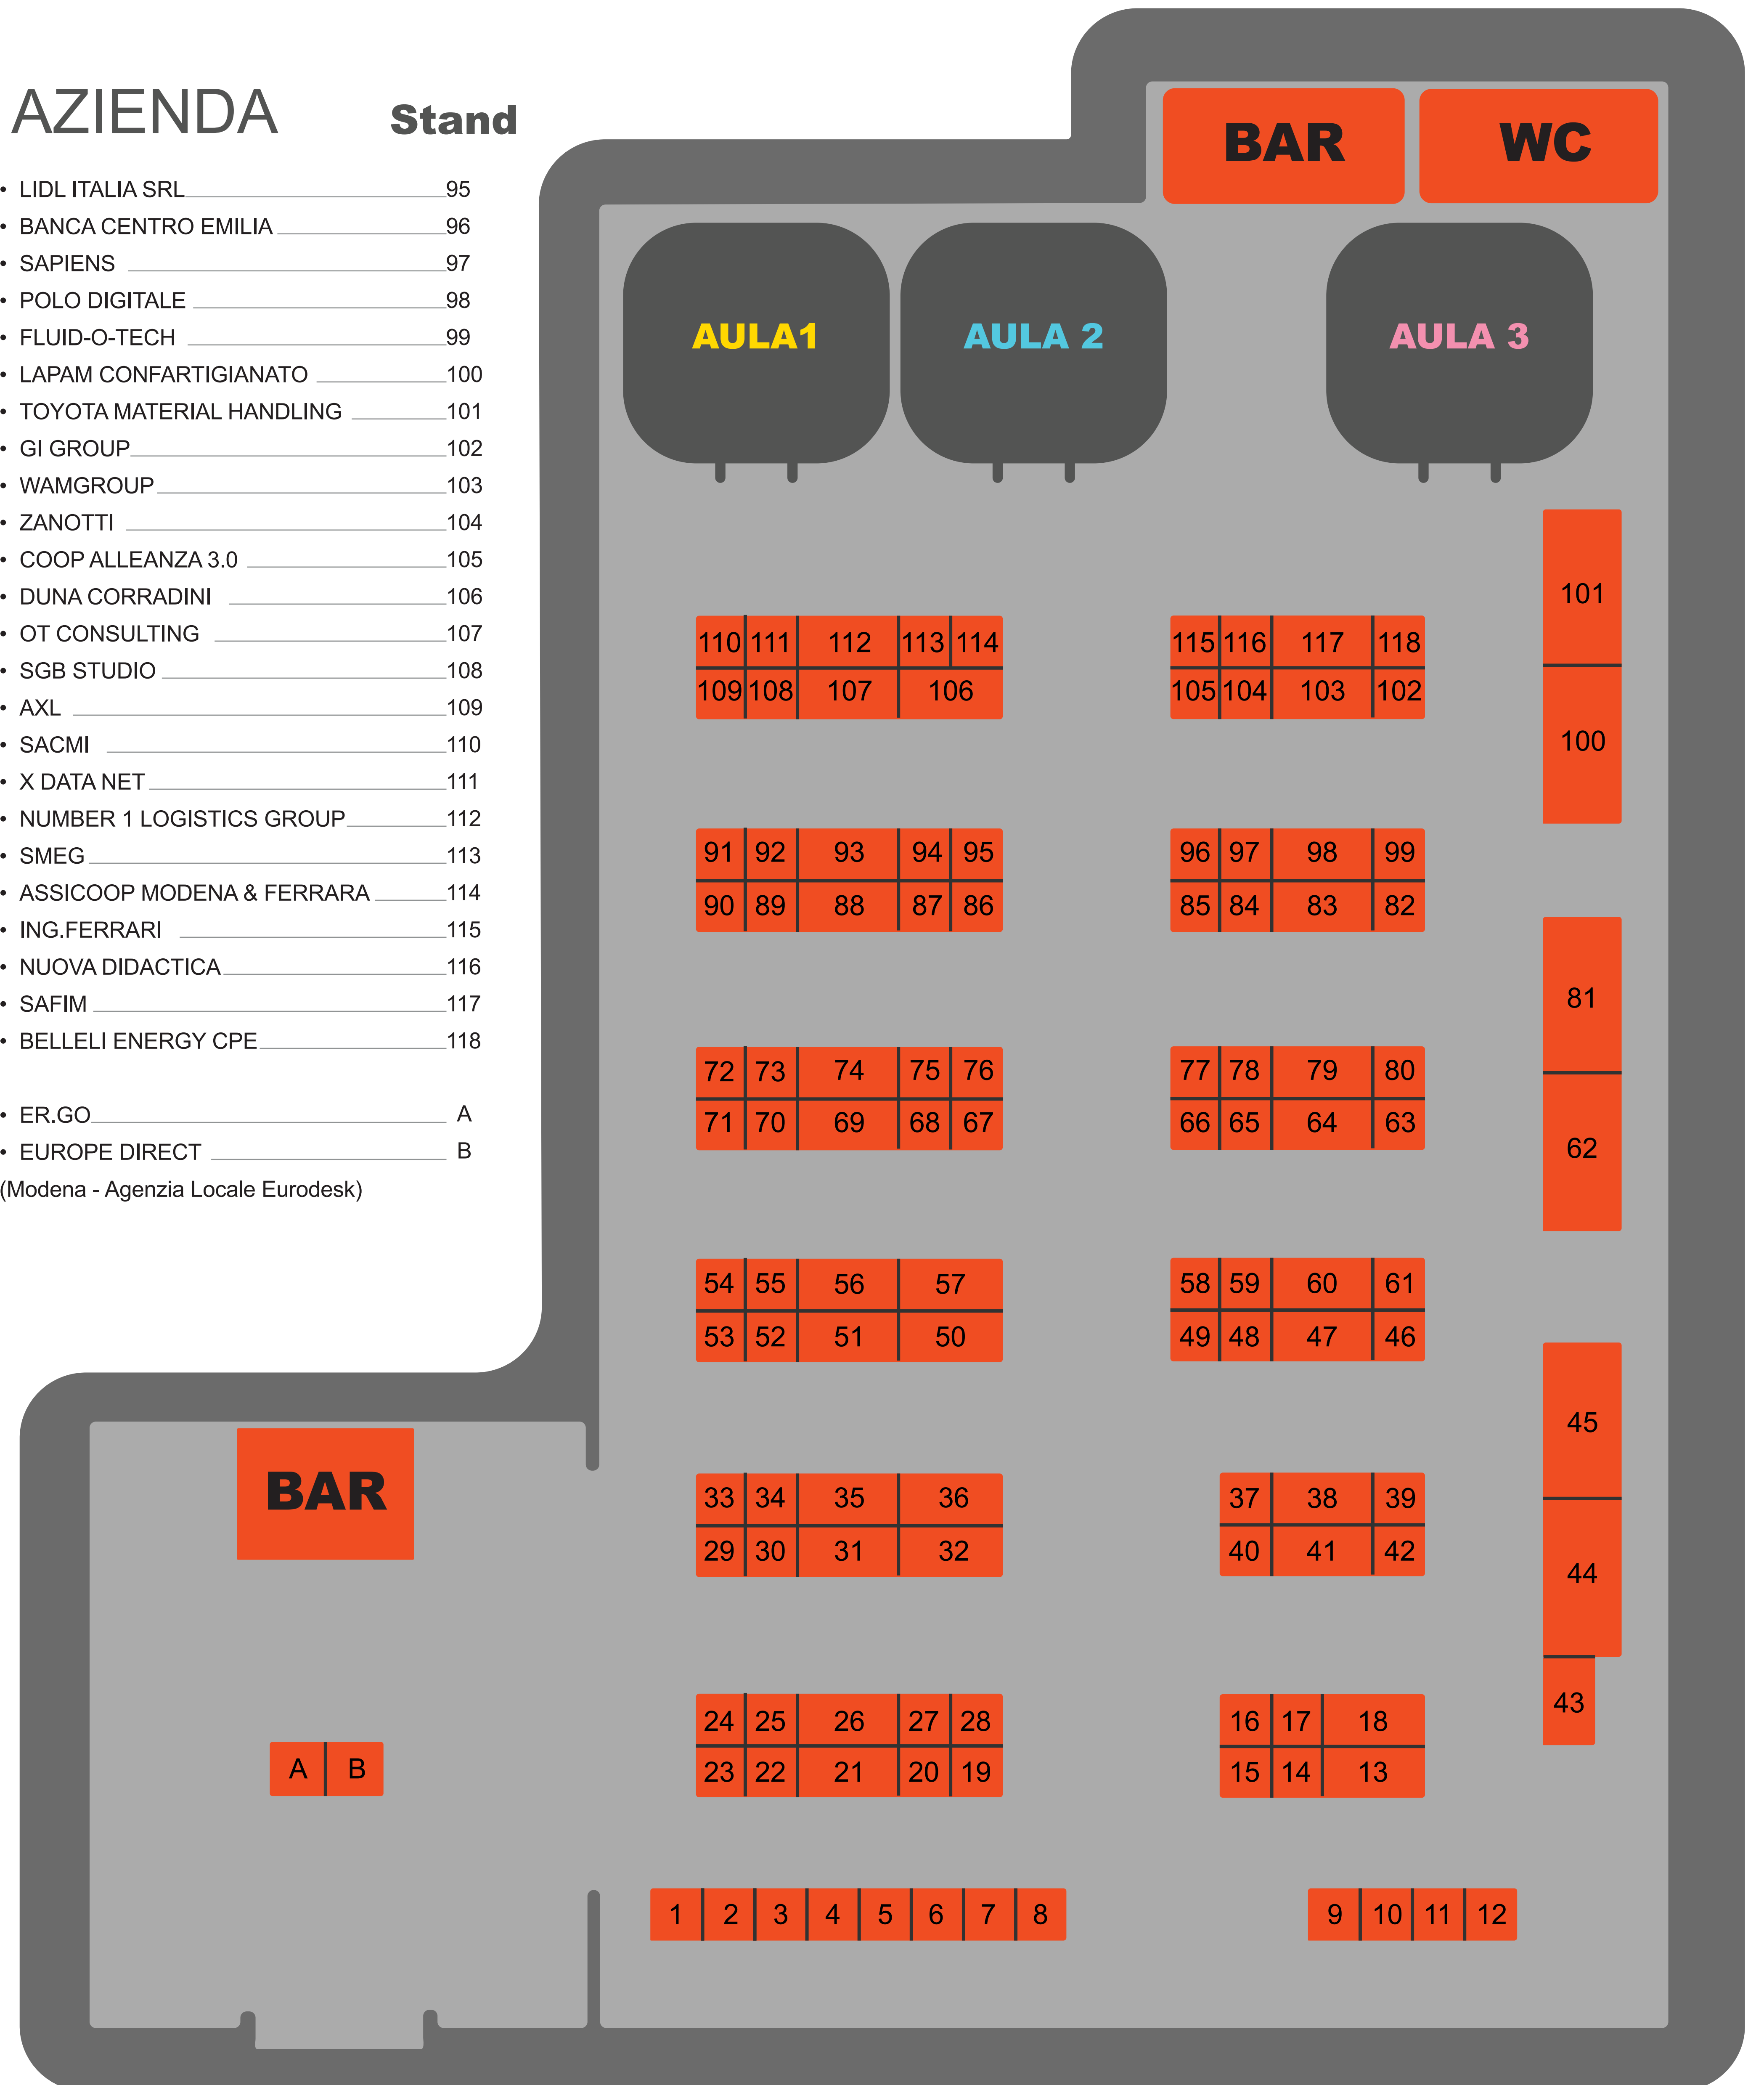 AZIENDA Stand
• LIDL ITALIA SRL 95
• BANCA CENTRO EMILIA 96
• SAPIENS 97
• POLO DIGITALE 98
• FLUID-O-TECH 99
• LAPAM CONFARTIGIANATO 100
• TOYOTA MATERIAL HANDLING 101
• GI GROUP 102
• WAMGROUP 103
• ZANOTTI 104
• COOP ALLEANZA 3.0 105
• DUNA CORRADINI 106
• OT CONSULTING 107
• SGB STUDIO 108
• AXL 109
• SACMI 110
• X DATA NET 111
• NUMBER 1 LOGISTICS GROUP 112
• SMEG 113
• ASSICOOP MODENA & FERRARA 114
• ING.FERRARI 115
• NUOVA DIDACTICA 116
• SAFIM 117
• BELLELI ENERGY CPE 118
• ER.GO A
• EUROPE DIRECT B
(Modena - Agenzia Locale Eurodesk)
BAR WC
AULA1 AULA 2 AULA 3
101
110 111 112 113 114 115 116 117 118
109 108 107 106 105 104 103 102
100
91 92 93 94 95 96 97 98 99
90 89 88 87 86 85 84 83 82
81
72 73 74 75 76 77 78 79 80
71 70 69 68 67 66 65 64 63
62
54 55 56 57 58 59 60 61
53 52 51 50 49 48 47 46
45
BAR
33 34 35 36 37 38 39
29 30 31 32 40 41 42
44
43
24 25 26 27 28 16 17 18
A B
23 22 21 20 19 15 14 13
1 2 3 4 5 6 7 8 9 10 11 12